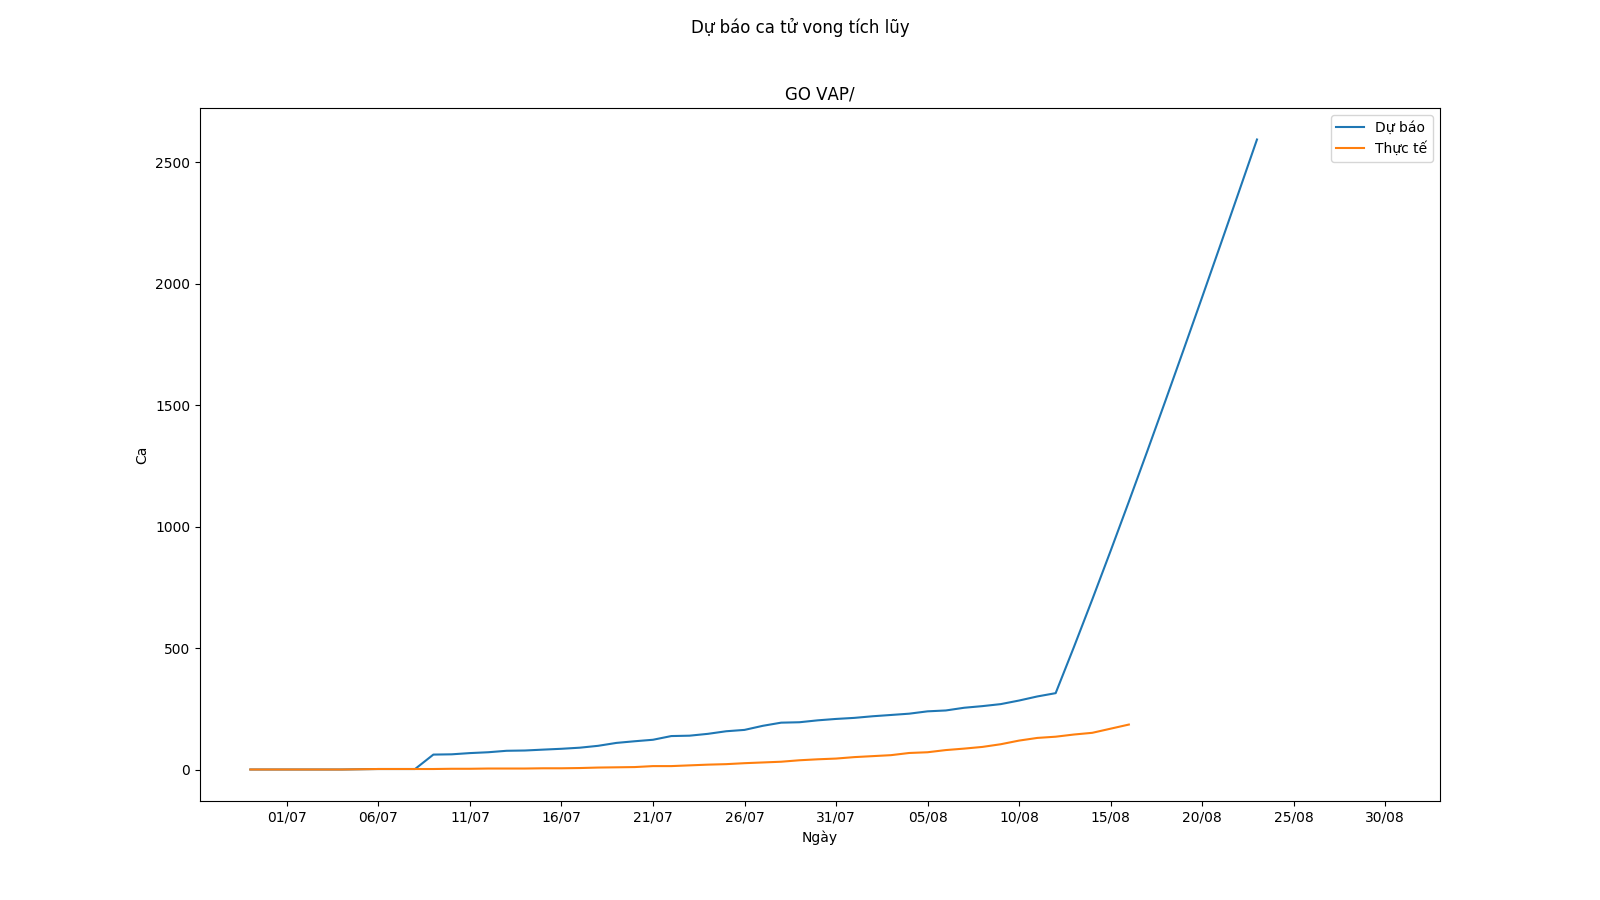 Dự báo ca tử vong tích lũy
GO VAP/
Dự báo
Thực tế
2500
2000
1500
1000
500
0
Ca
01/07 06/07 11/07 16/07 21/07 26/07 31/07 05/08 10/08 15/08 20/08 25/08 30/08
Ngày